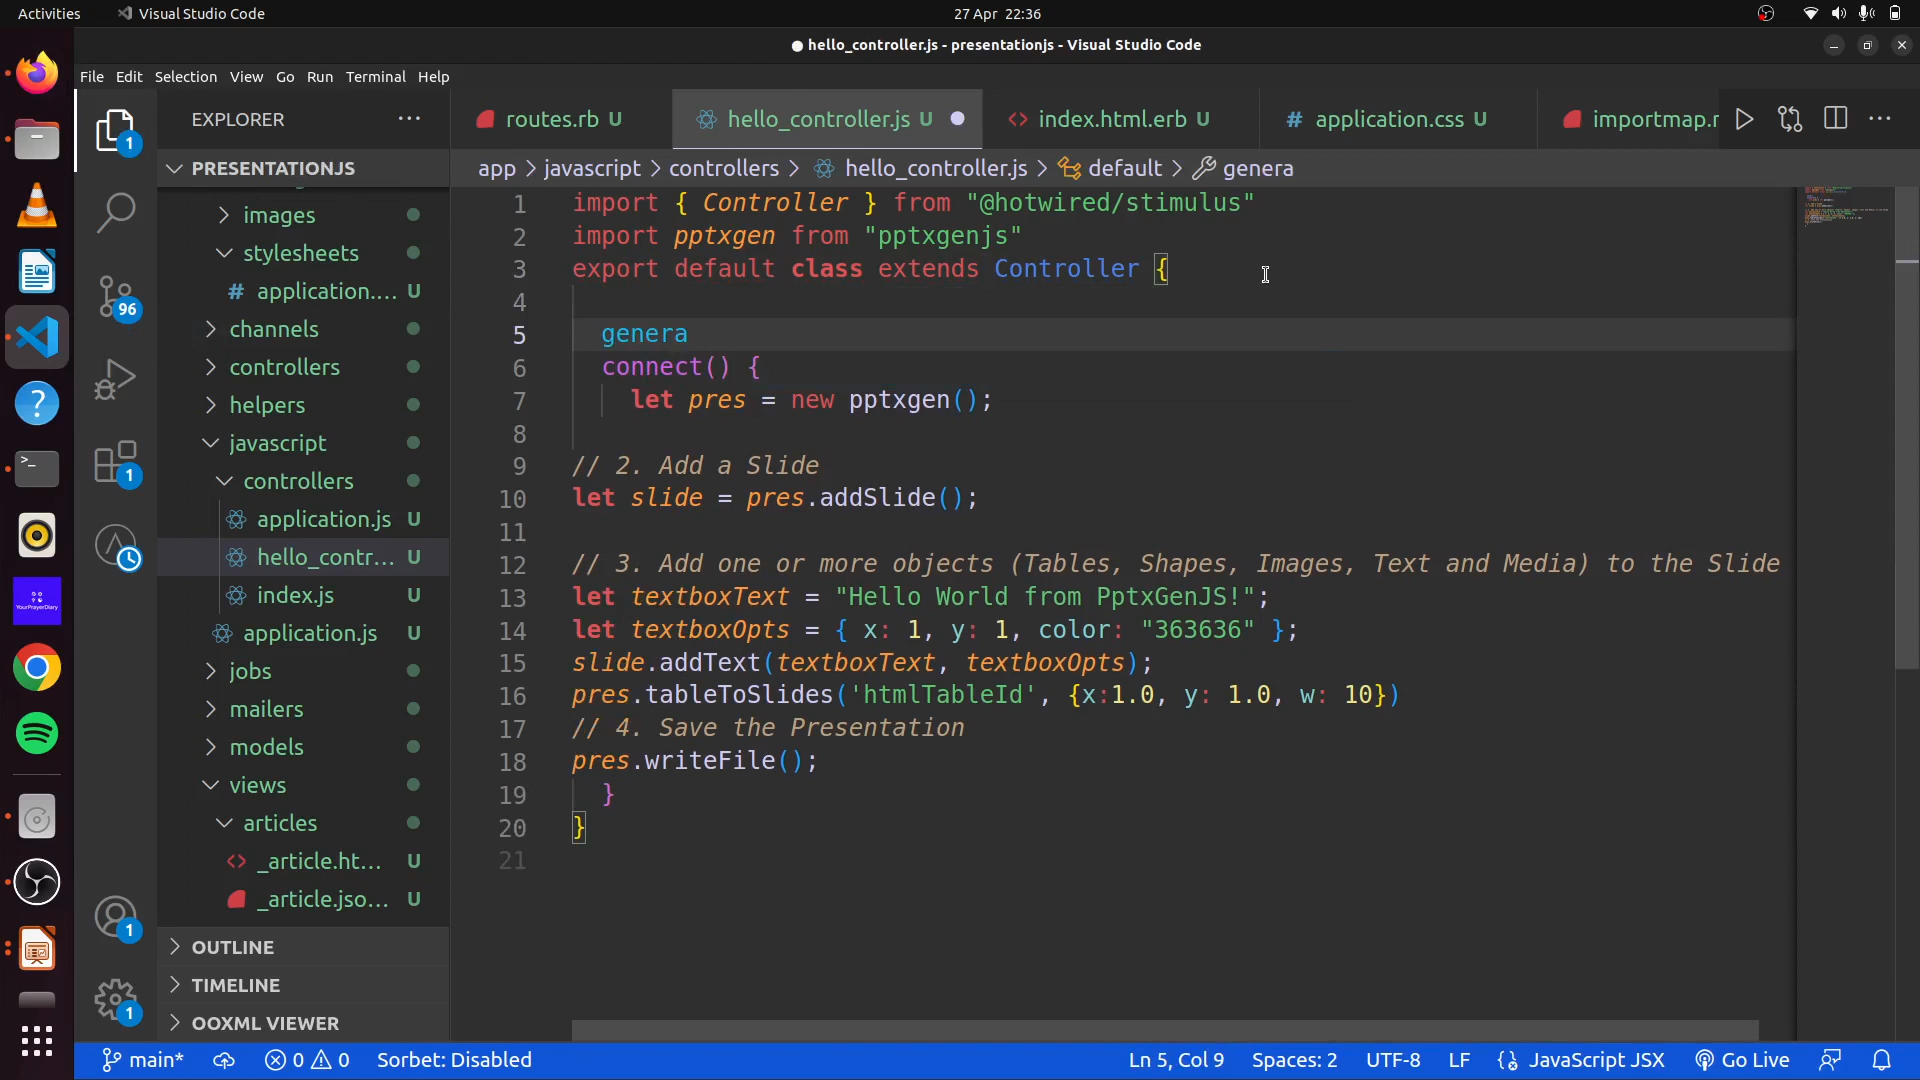 Activities Visual Studio Code 27 Apr 22:36
hello_controller.js - presentationjs - Visual Studio Code
File Edit Selection View Go Run Terminal Help
EXPLORER ···
routes.rb U
hello_controller.js U
index.html.erb U
# application.css U
importmap.r
PRESENTATIONJS
app > javascript > controllers > hello_controller.js > default > genera
images
stylesheets
# application.... U
channels
controllers
helpers
javascript
controllers
application.js U
hello_contr... U
index.js U
application.js U
jobs
mailers
models
views
articles
<> _article.ht... U
_article.jso... U
OUTLINE
TIMELINE
OOXML VIEWER
1
96
1
1
1
YourPrayerDiary
1 import { Controller } from "@hotwired/stimulus"
2 import pptxgen from "pptxgenjs"
3 export default class extends Controller {
4
5 genera
6 connect() {
7 let pres = new pptxgen();
8
9 // 2. Add a Slide
10 let slide = pres.addSlide();
11
12 // 3. Add one or more objects (Tables, Shapes, Images, Text and Media) to the Slide
13 let textboxText = "Hello World from PptxGenJS!";
14 let textboxOpts = { x: 1, y: 1, color: "363636" };
15 slide.addText(textboxText, textboxOpts);
16 pres.tableToSlides('htmlTableId', {x:1.0, y: 1.0, w: 10})
17 // 4. Save the Presentation
18 pres.writeFile();
19 }
20 }
21
main* 0 0 Sorbet: Disabled Ln 5, Col 9 Spaces: 2 UTF-8 LF JavaScript JSX Go Live